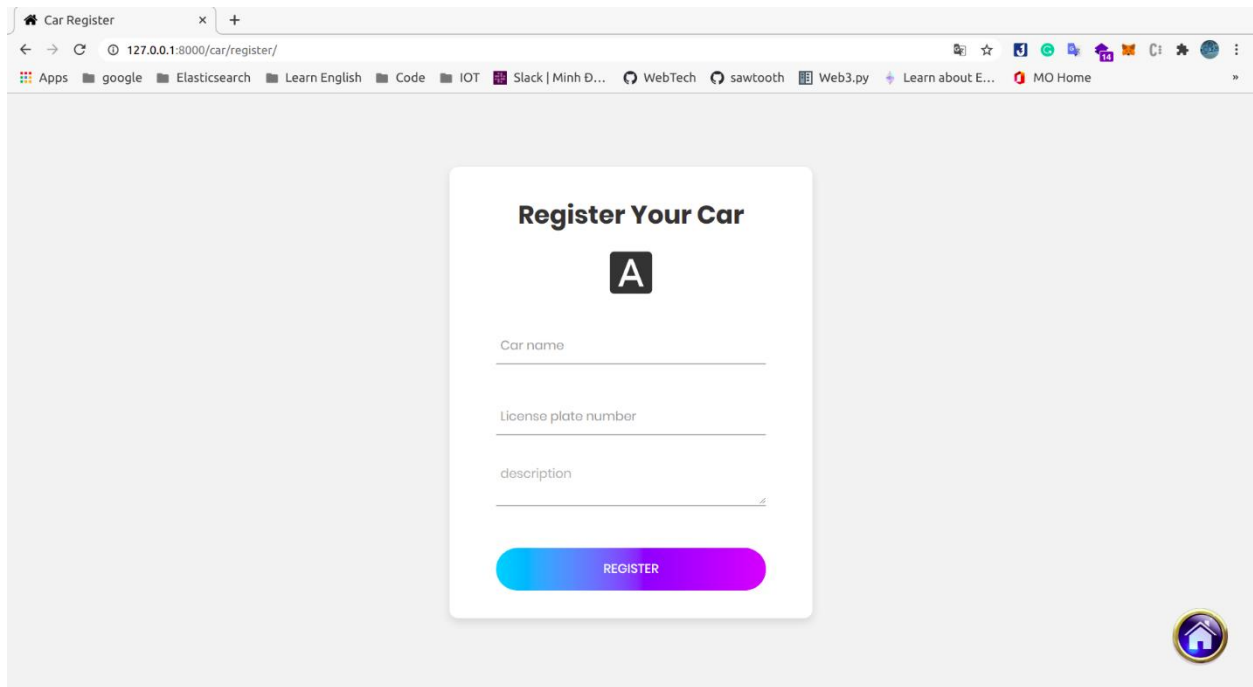 Car Register
127.0.0.1:8000/car/register/
14
Apps google Elasticsearch Learn English Code IOT Slack | Minh Đ... WebTech sawtooth Web3.py Learn about E... MO Home »
Register Your Car
A
Car name
License plate number
description
REGISTER